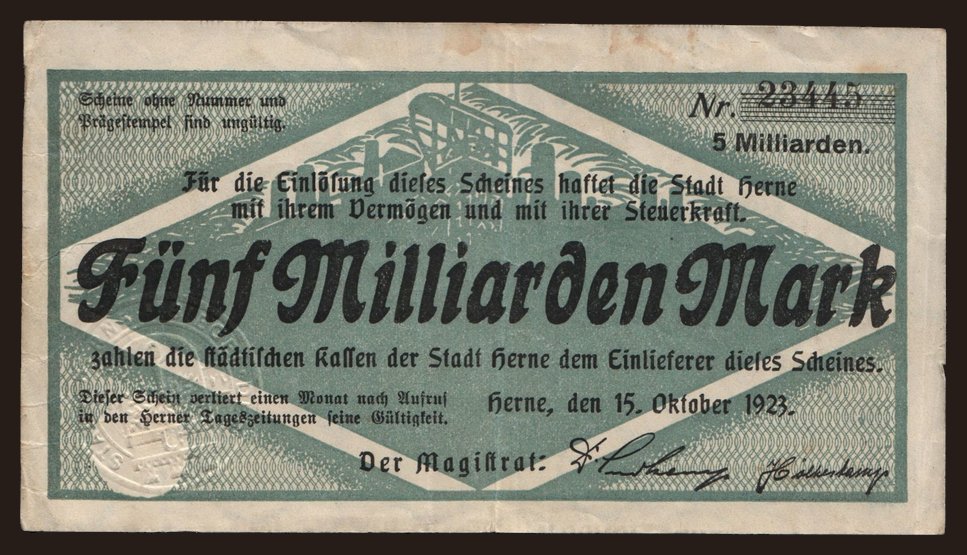 Scheine ohne Nummer und
Prägestempel sind ungültig.
Nr. 23445
5 Milliarden.
Für die Einlösung dieses Scheines haftet die Stadt Herne
mit ihrem Vermögen und mit ihrer Steuerkraft.
Fünf Milliarden Mark
zahlen die städtischen Kassen der Stadt Herne dem Einlieferer dieses Scheines.
Dieser Schein verliert einen Monat nach Aufruf
in den Herner Tageszeitungen seine Gültigkeit.
Herne, den 15. Oktober 1923.
Der Magistrat: